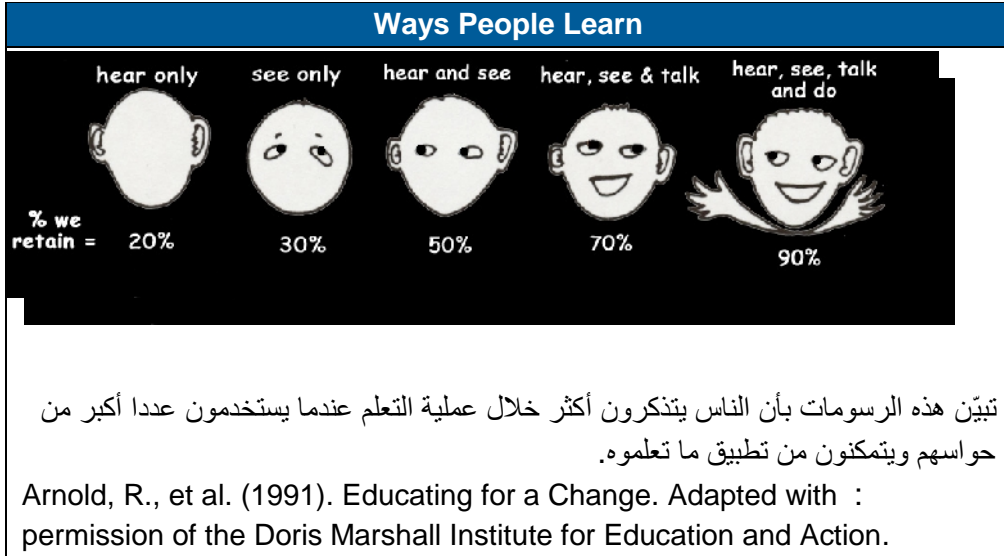 Ways People Learn
hear only see only hear and see hear, see & talk hear, see, talk
and do
% we
retain = 20% 30% 50% 70% 90%
تبيّن هذه الرسومات بأن الناس يتذكرون أكثر خلال عملية التعلم عندما يستخدمون عددا أكبر من
حواسهم ويتمكنون من تطبيق ما تعلموه.
Arnold, R., et al. (1991). Educating for a Change. Adapted with :
permission of the Doris Marshall Institute for Education and Action.